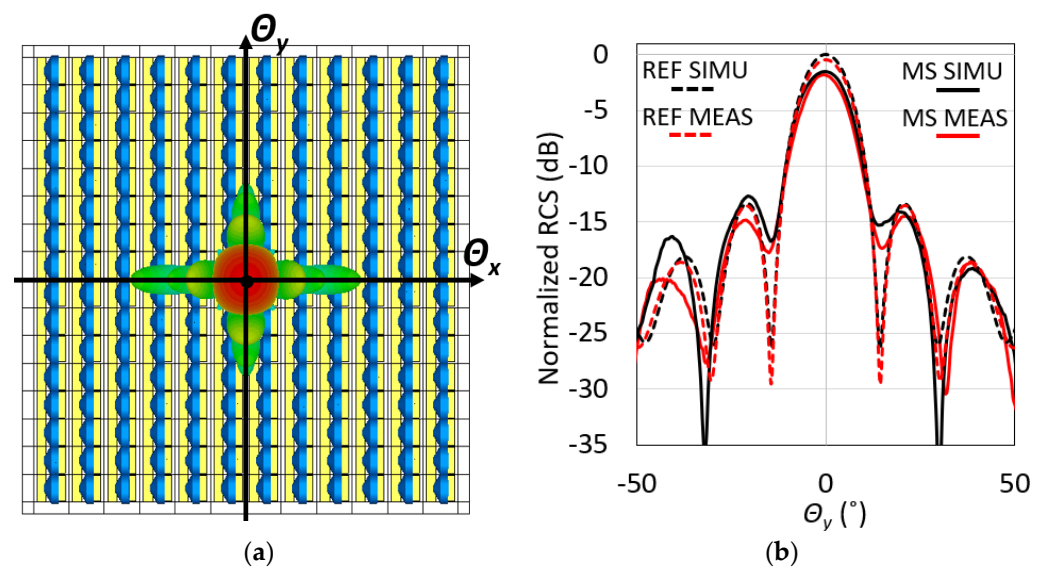 Θy
Θx
(a)
0
-5
-10
-15
-20
-25
-30
-35
Normalized RCS (dB)
REF SIMU
MS SIMU
REF MEAS
MS MEAS
-50
0
50
Θy (°)
(b)